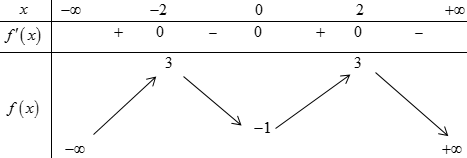 x −∞ −2 0 2 +∞
f′(x) + 0 − 0 + 0 −
3 3
f(x)
−1
−∞ +∞